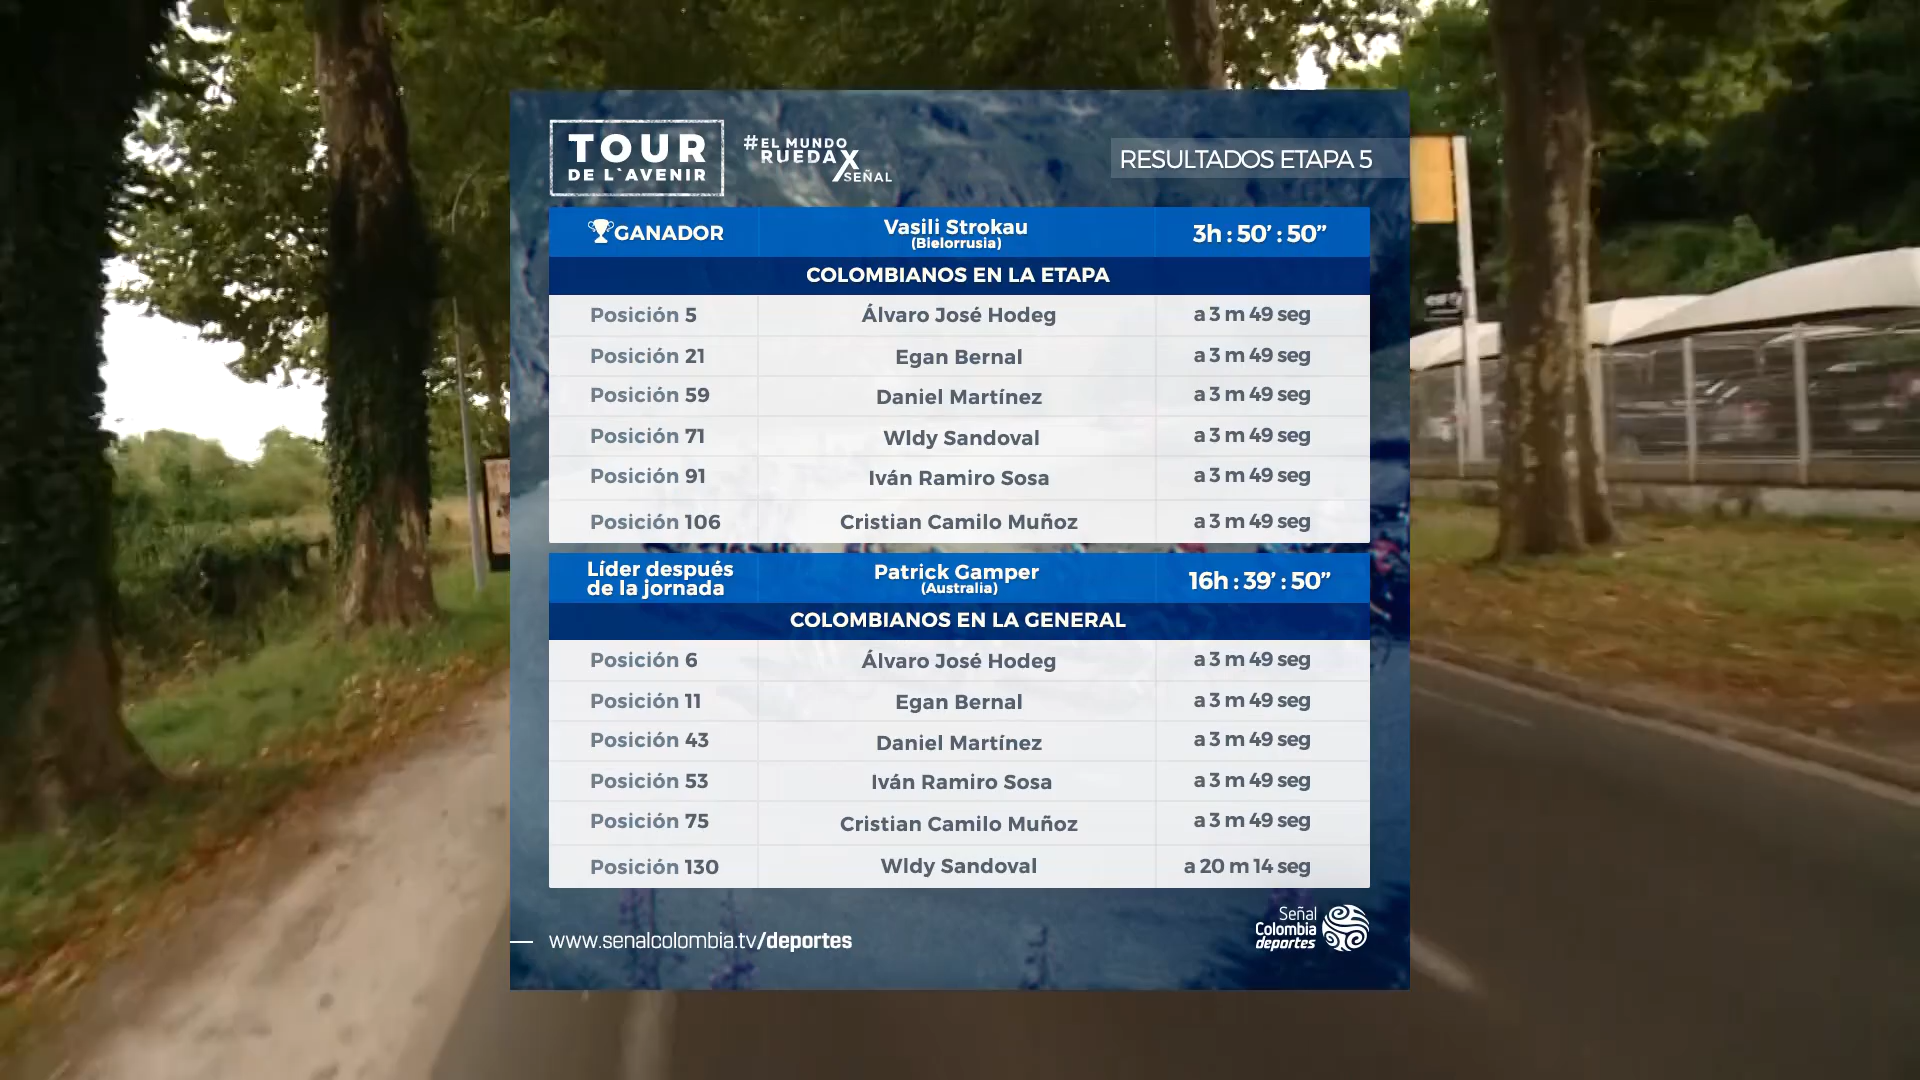 TOUR
DE L`AVENIR
#EL MUNDO
RUEDA X
SEÑAL
RESULTADOS ETAPA 5
GANADOR Vasili Strokau 3h : 50’ : 50”
(Bielorrusia)
COLOMBIANOS EN LA ETAPA
Posición 5 Álvaro José Hodeg a 3 m 49 seg
Posición 21 Egan Bernal a 3 m 49 seg
Posición 59 Daniel Martínez a 3 m 49 seg
Posición 71 Wldy Sandoval a 3 m 49 seg
Posición 91 Iván Ramiro Sosa a 3 m 49 seg
Posición 106 Cristian Camilo Muñoz a 3 m 49 seg
Líder después
de la jornada
Patrick Gamper 16h : 39’ : 50”
(Australia)
COLOMBIANOS EN LA GENERAL
Posición 6 Álvaro José Hodeg a 3 m 49 seg
Posición 11 Egan Bernal a 3 m 49 seg
Posición 43 Daniel Martínez a 3 m 49 seg
Posición 53 Iván Ramiro Sosa a 3 m 49 seg
Posición 75 Cristian Camilo Muñoz a 3 m 49 seg
Posición 130 Wldy Sandoval a 20 m 14 seg
www.senalcolombia.tv/deportes
Señal
Colombia
deportes